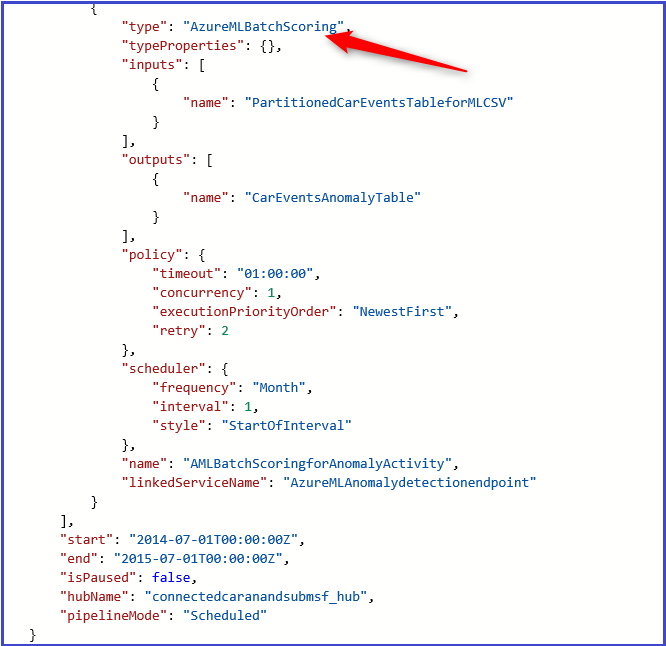 {
"type": "AzureMLBatchScoring",
"typeProperties": {},
"inputs": [
{
"name": "PartitionedCarEventsTableforMLCSV"
}
],
"outputs": [
{
"name": "CarEventsAnomalyTable"
}
],
"policy": {
"timeout": "01:00:00",
"concurrency": 1,
"executionPriorityOrder": "NewestFirst",
"retry": 2
},
"scheduler": {
"frequency": "Month",
"interval": 1,
"style": "StartOfInterval"
},
"name": "AMLBatchScoringforAnomalyActivity",
"linkedServiceName": "AzureMLAnomalydetectionendpoint"
}
],
"start": "2014-07-01T00:00:00Z",
"end": "2015-07-01T00:00:00Z",
"isPaused": false,
"hubName": "connectedcaranandsubmsf_hub",
"pipelineMode": "Scheduled"
}